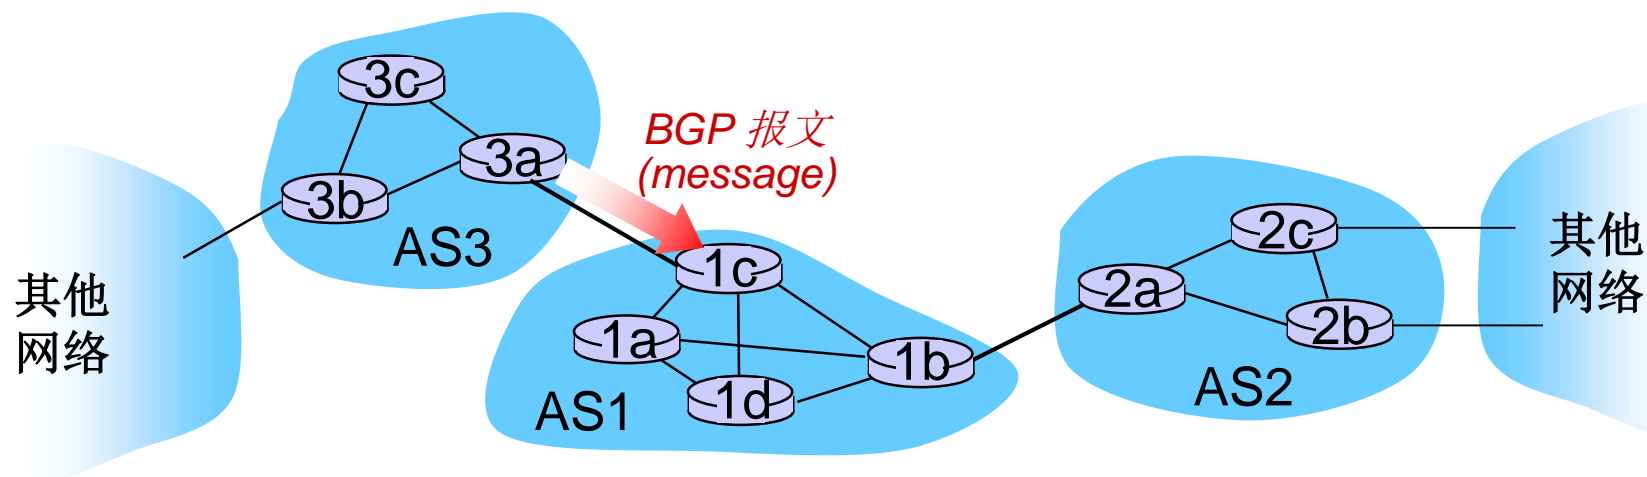 3c
BGP 报文
(message)
3a
3b
AS3
其他
网络
1c
1a
1b
1d
AS1
2c
2a
2b
AS2
其他
网络